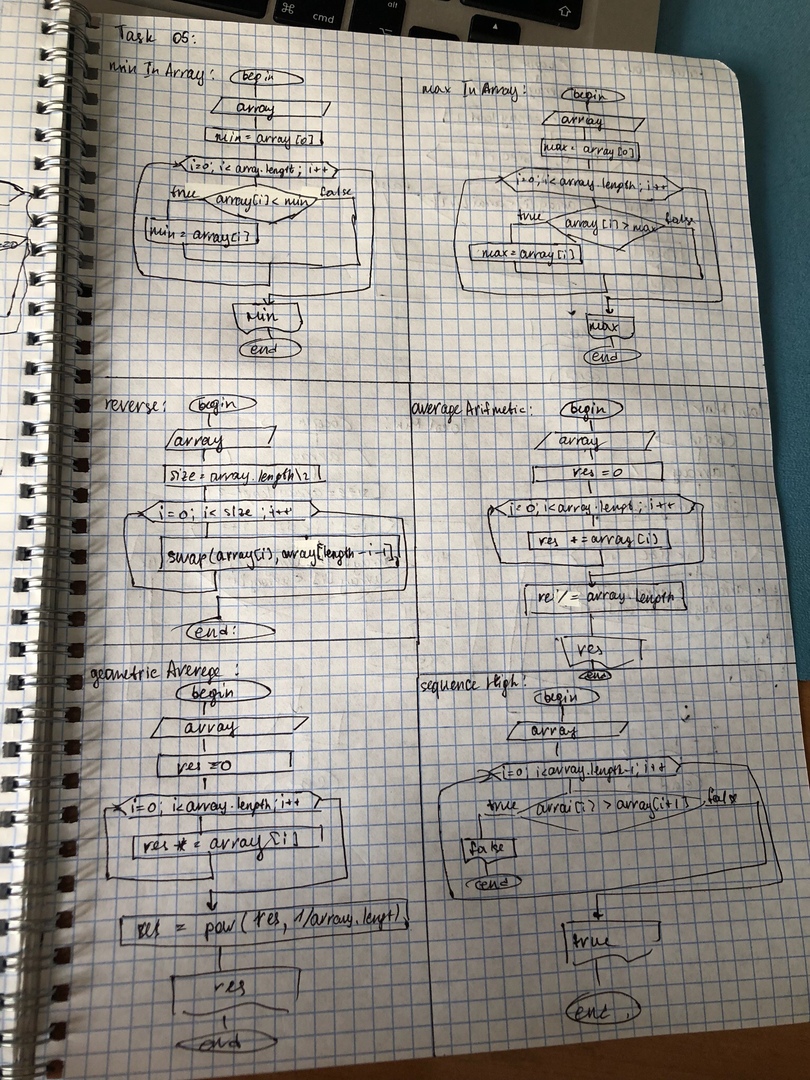 cmd
alt
Task 05:
min In Array:
begin
array
min = array [0]
i=0; i<array.length; i++
true
array[i] < min
false
min = array[i]
min
end
max In Array:
begin
array
max = array [0]
i=0; i<array.length; i++
true
array [i] > max
false
max = array[i]
max
end
reverse:
begin
array
size = array.length\2
i=0; i< size ; i++
swap(array[i], array[length-i-1]
end:
average Arifmetic:
begin
array
res = 0
i=0; i<array.lengt; i++
res += array[i]
res /= array.length
res
end
geometric Averege :
begin
array
res =0
i=0; i<array.length; i++
res *= array [i]
res = pow(res, 1/array.lengt)
res
end
sequence High:
begin
array
i=0; i<array.length-1; i++
true
arrai[i] > array[i+1]
false
false
end
true
end.